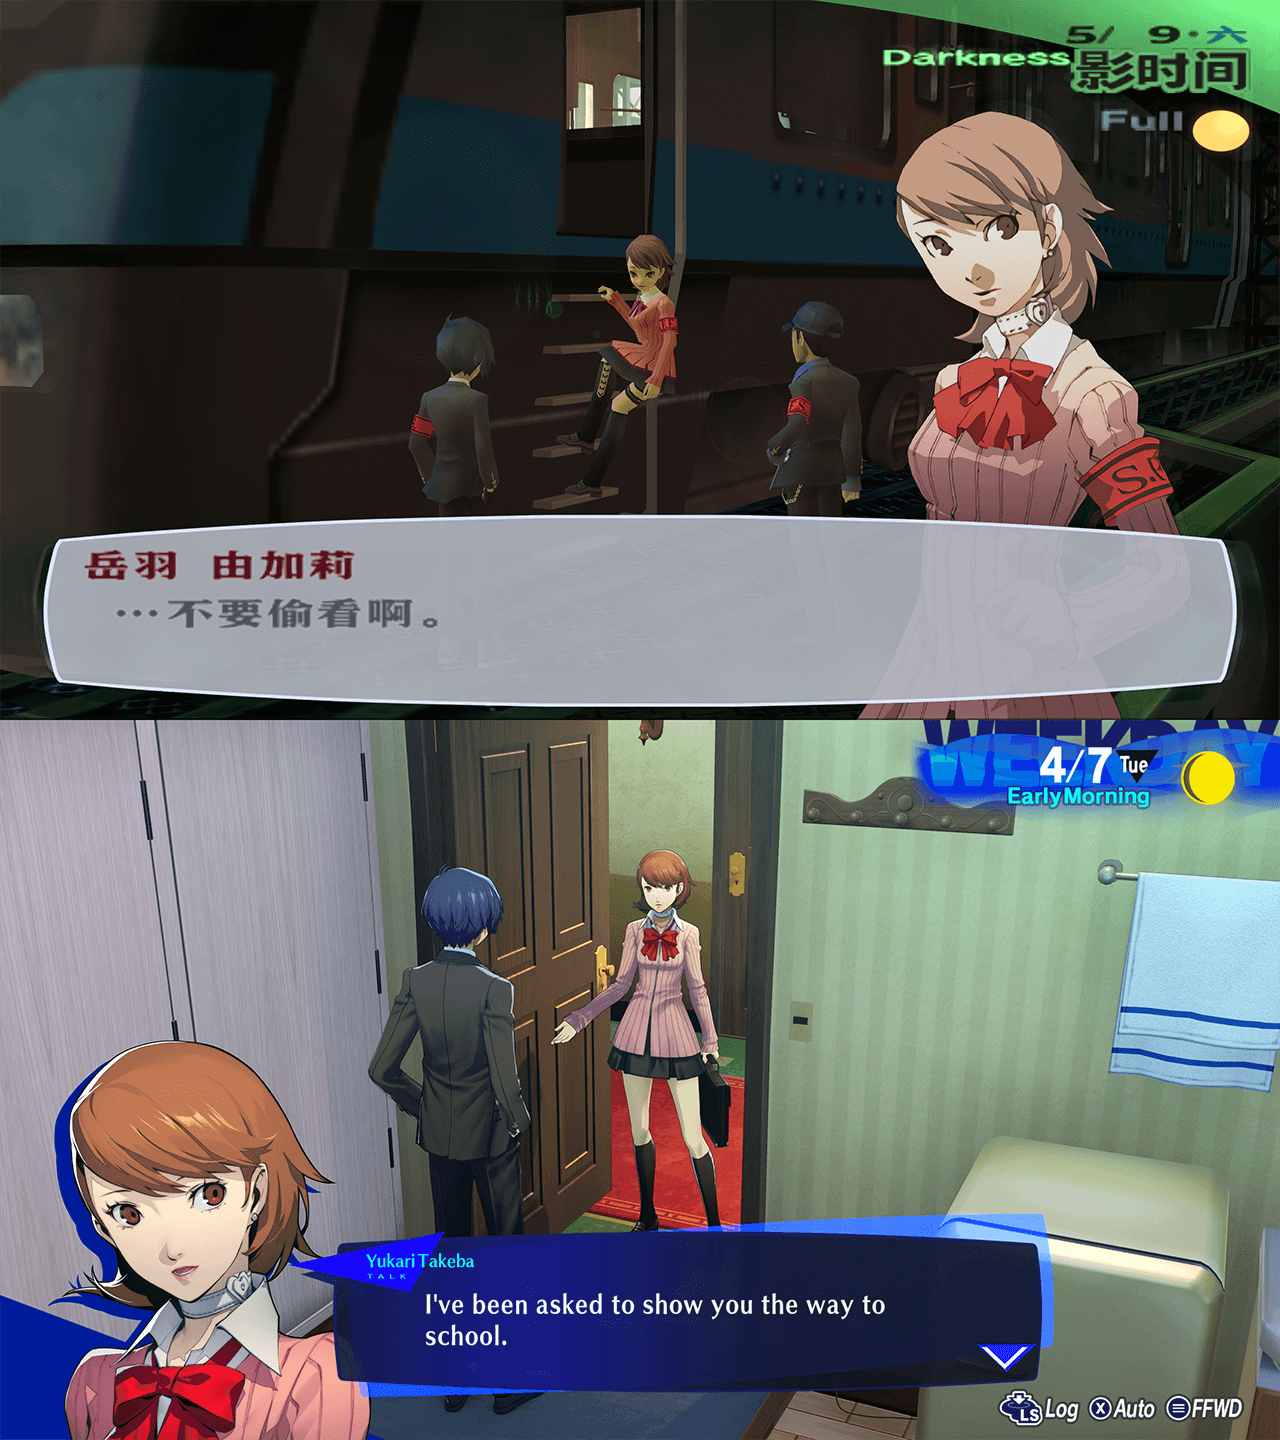 5/ 9・六
Darkness 影时间
Full
S.E.E.S.
S.E
岳羽 由加莉
…不要偷看啊。
WEEKDAY
4/7 Tue
Early Morning
Yukari Takeba
TALK
I've been asked to show you the way to
school.
LS Log X Auto FFWD